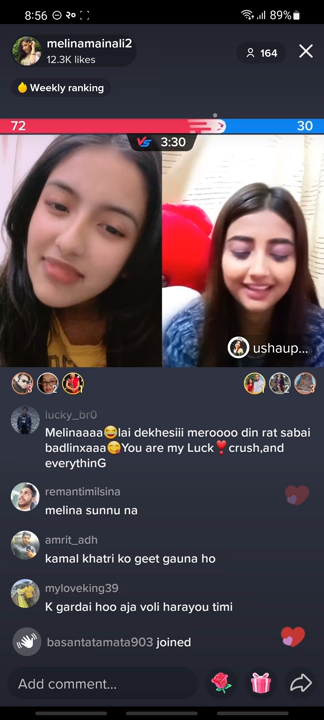 8:56 २० 89%
melinamainali2
12.3K likes
164
Weekly ranking
72
30
VS 3:30
ushaup...
lucky_br0
Melinaaaa😅lai dekhesiii meroooo din rat sabai
badlinxaaa😋You are my Luck❣️crush,and
everythinG
remantimilsina
melina sunnu na
amrit_adh
kamal khatri ko geet gauna ho
myloveking39
K gardai hoo aja voli harayou timi
basantatamata903 joined
Add comment...